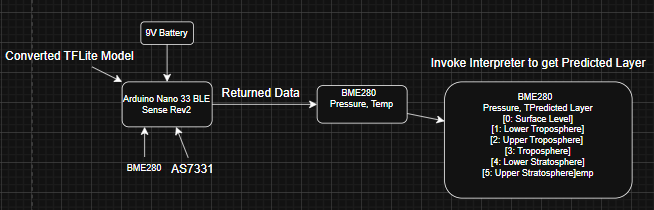 9V Battery
Converted TFLite Model
Invoke Interpreter to get Predicted Layer
Arduino Nano 33 BLE
Sense Rev2
Returned Data
BME280
Pressure, Temp
BME280
Pressure, TPredicted Layer
[0: Surface Level]
[1: Lower Troposphere]
[2: Upper Troposphere]
[3: Troposphere]
[4: Lower Stratosphere]
[5: Upper Stratosphere]emp
BME280
AS7331